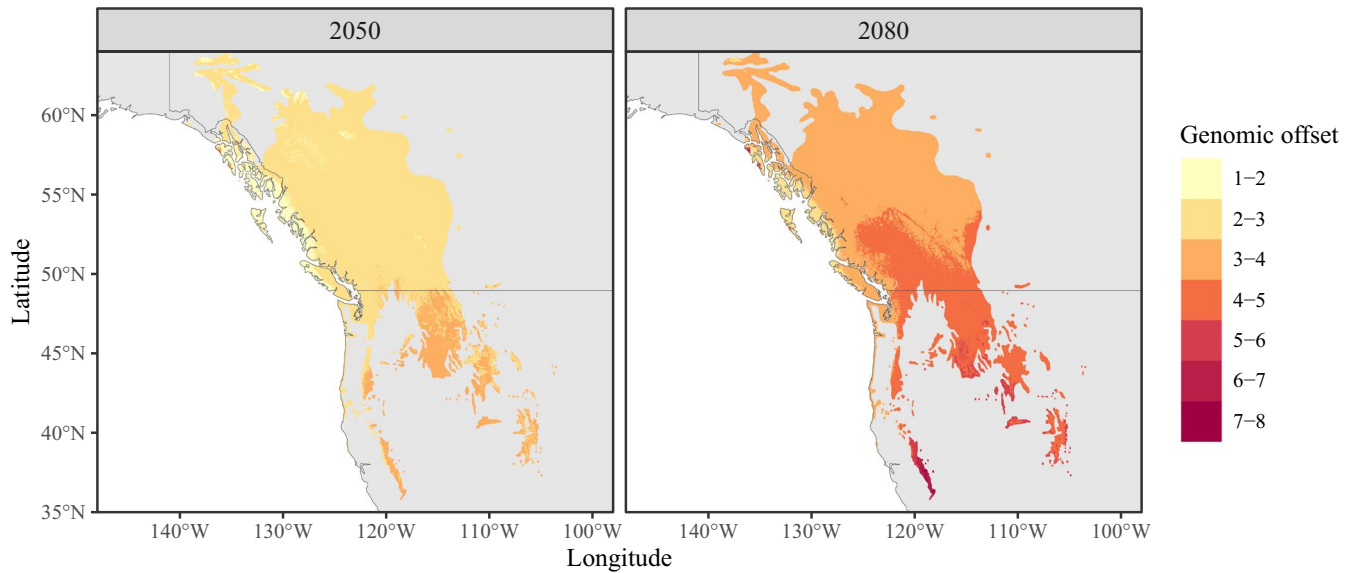 2050
2080
60°N
55°N
50°N
45°N
40°N
35°N
Latitude
140°W
130°W
120°W
110°W
100°W
140°W
130°W
120°W
110°W
100°W
Longitude
Genomic offset
1−2
2−3
3−4
4−5
5−6
6−7
7−8